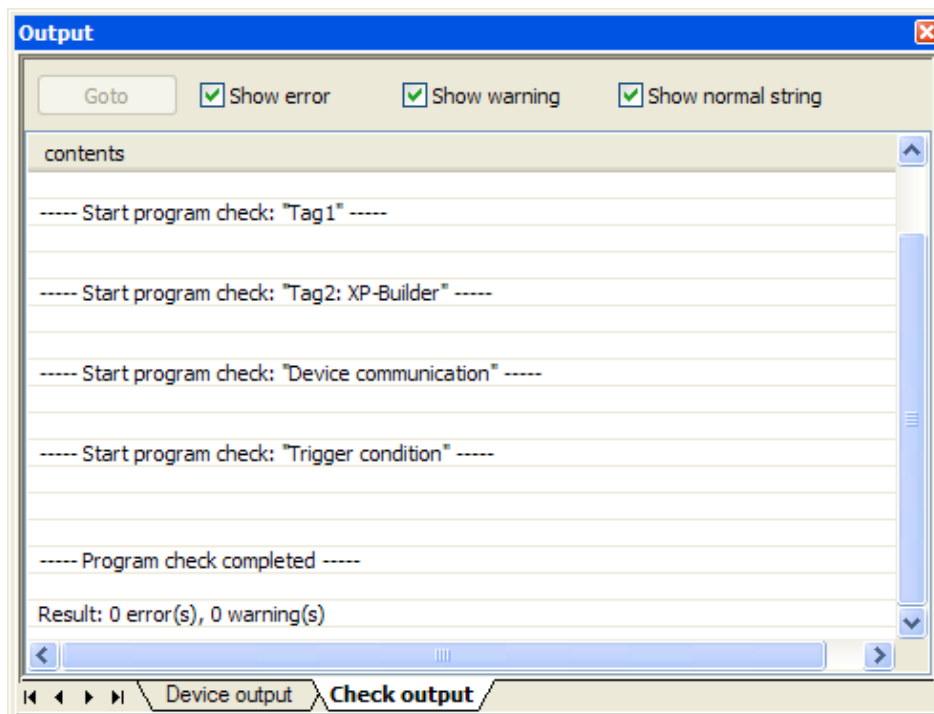 Output
Goto Show error Show warning Show normal string
contents
----- Start program check: "Tag1" -----
----- Start program check: "Tag2: XP-Builder" -----
----- Start program check: "Device communication" -----
----- Start program check: "Trigger condition" -----
----- Program check completed -----
Result: 0 error(s), 0 warning(s)
Device output Check output